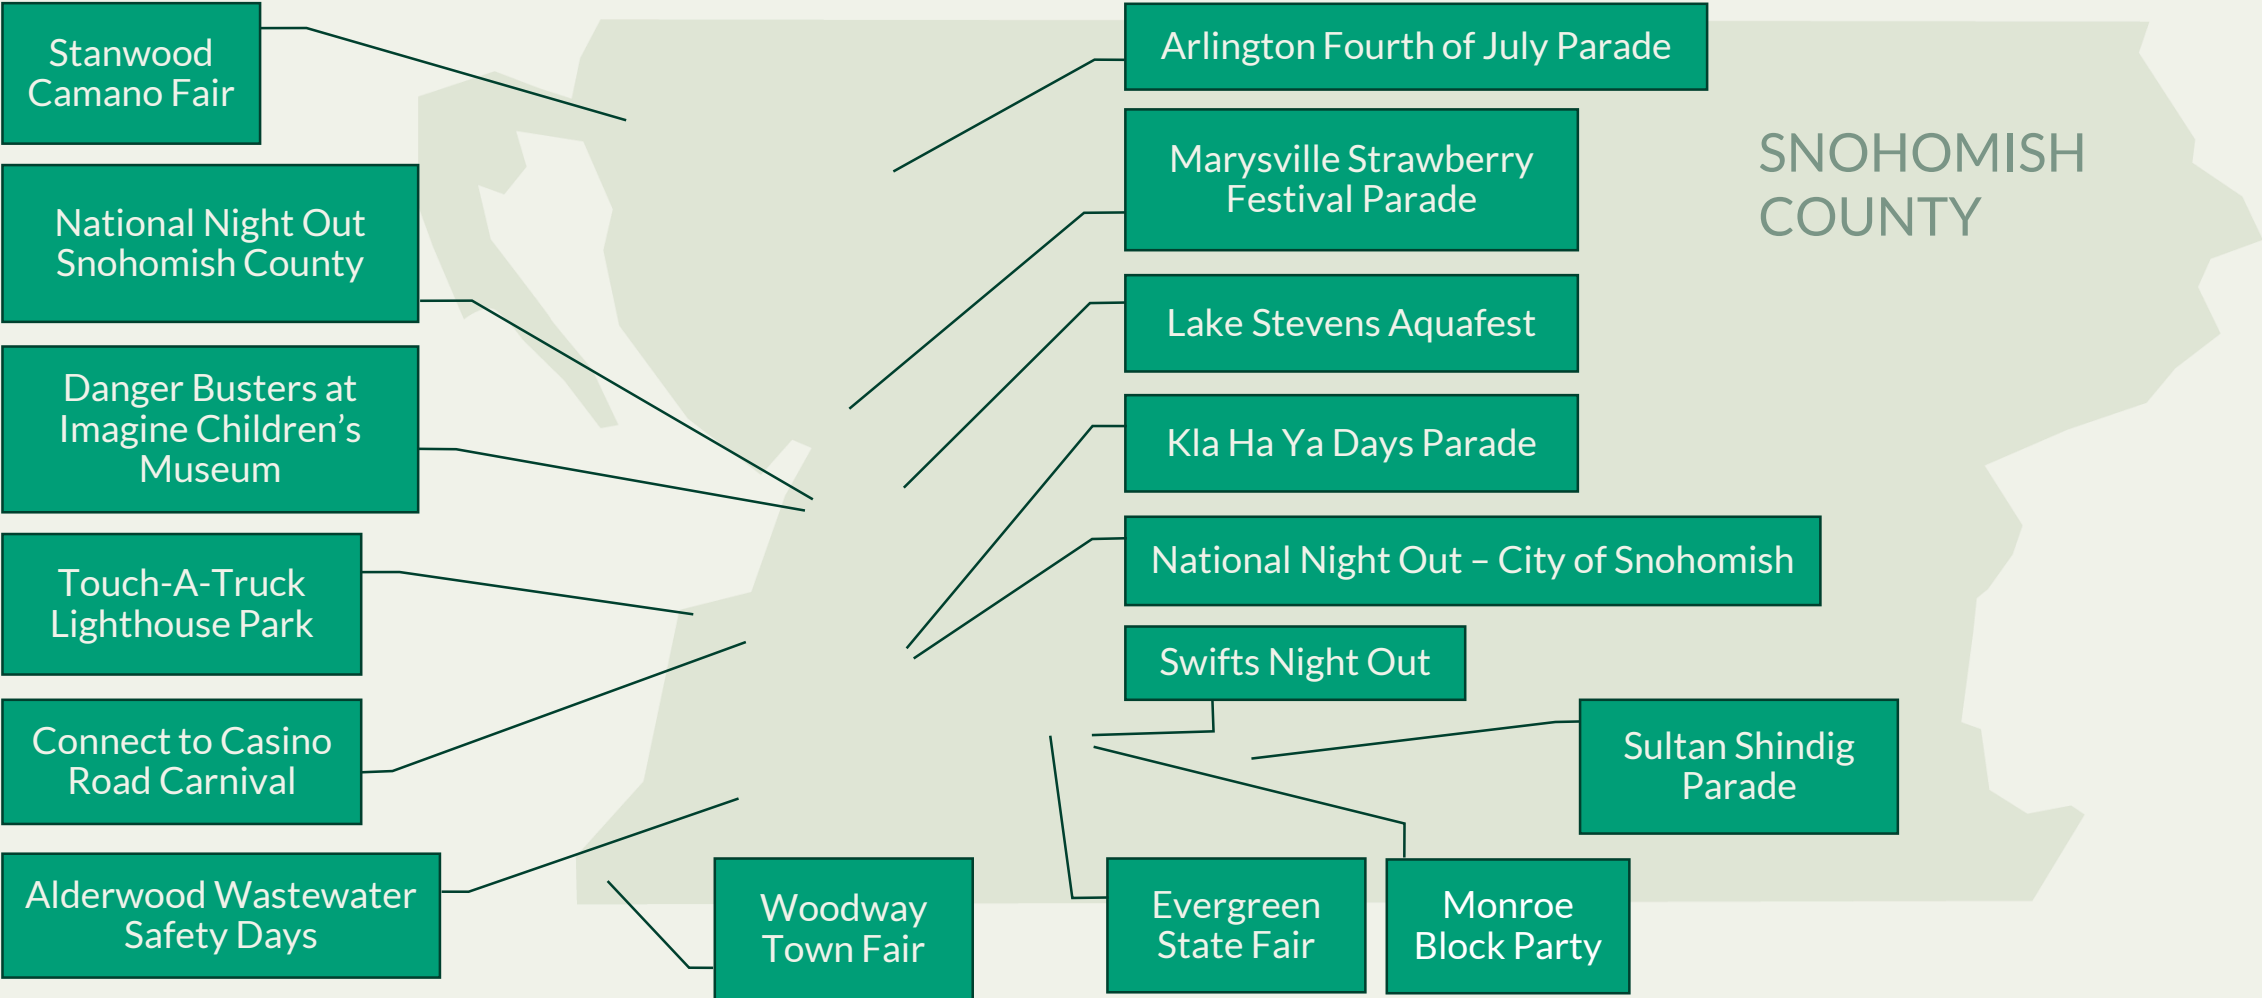 Stanwood
Camano Fair
National Night Out
Snohomish County
Danger Busters at
Imagine Children’s
Museum
Touch-A-Truck
Lighthouse Park
Connect to Casino
Road Carnival
Alderwood Wastewater
Safety Days
Woodway
Town Fair
Arlington Fourth of July Parade
Marysville Strawberry
Festival Parade
Lake Stevens Aquafest
Kla Ha Ya Days Parade
National Night Out – City of Snohomish
Swifts Night Out
Sultan Shindig
Parade
Evergreen
State Fair
Monroe
Block Party
SNOHOMISH
COUNTY